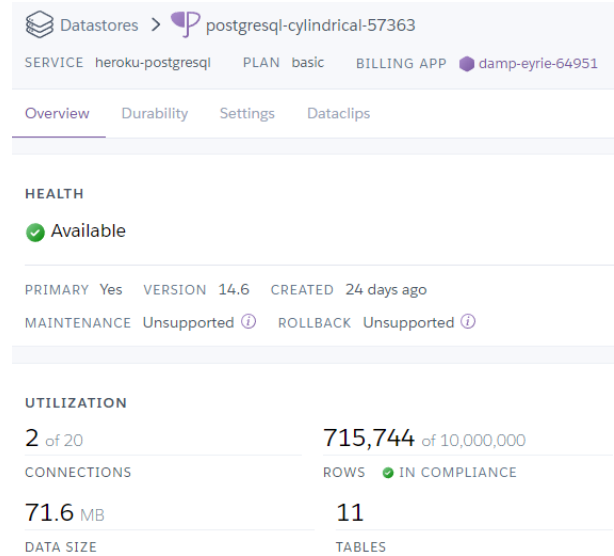 Datastores > postgresql-cylindrical-57363
SERVICE heroku-postgresql PLAN basic BILLING APP damp-eyrie-64951
Overview Durability Settings Dataclips
HEALTH
Available
PRIMARY Yes VERSION 14.6 CREATED 24 days ago
MAINTENANCE Unsupported i ROLLBACK Unsupported i
UTILIZATION
2 of 20 715,744 of 10,000,000
CONNECTIONS ROWS IN COMPLIANCE
71.6 MB 11
DATA SIZE TABLES